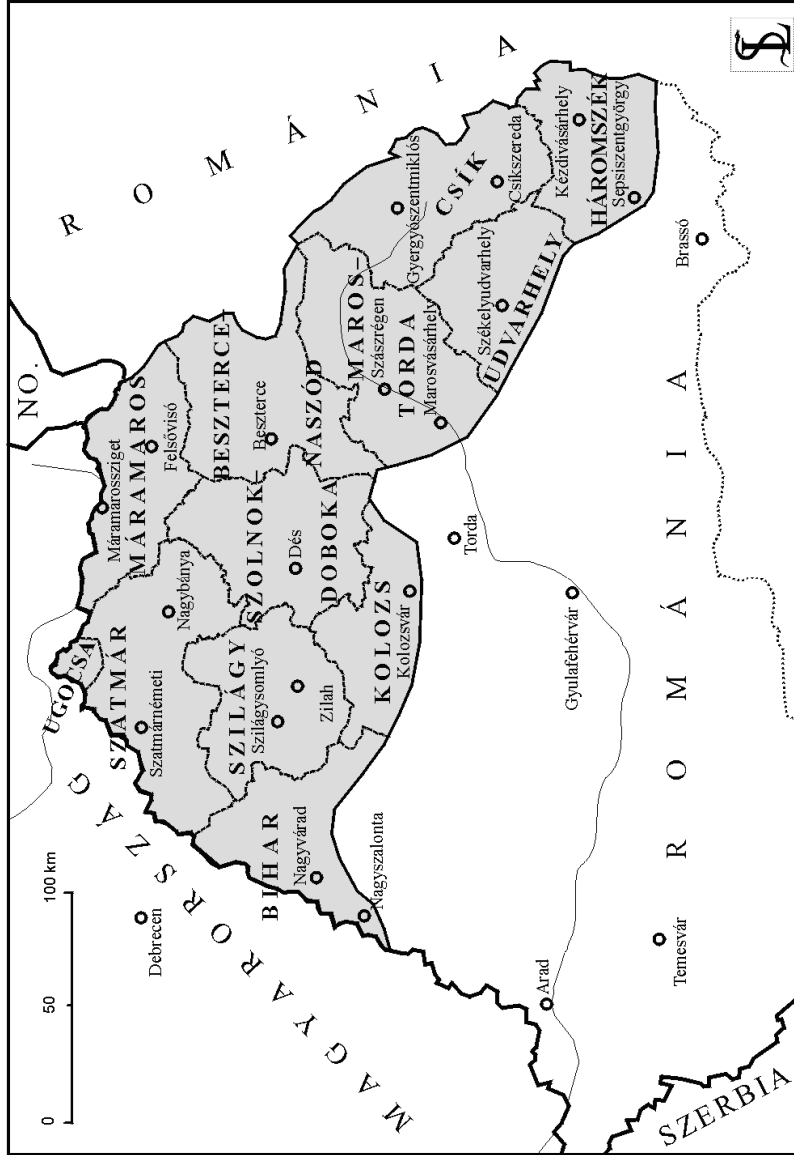 0 50 100 km
NO.
ROMÁNIA
MAGYARORSZÁG
Debrecen
UGOCSA
SZATMÁR
Szatmárnémeti
Nagybánya
Máramarossziget
MÁRAMAROS
Felsővisó
BESZTERCE–
Beszterce
NASZÓD
SZOLNOK–
Dés
DOBOKA
SZILÁGY
Szilágysomlyó
Zilah
BIHAR
Nagyvárad
Nagyszalonta
KOLOZS
Kolozsvár
MAROS–
Szászrégen
TORDA
Marosvásárhely
Gyergyószentmiklós
CSÍK
Csíkszereda
Székelyudvarhely
UDVARHELY
Kézdivásárhely
HÁROMSZÉK
Sepsiszentgyörgy
Torda
Gyulafehérvár
Brassó
Arad
Temesvár
ROMÁNIA
SZERBIA